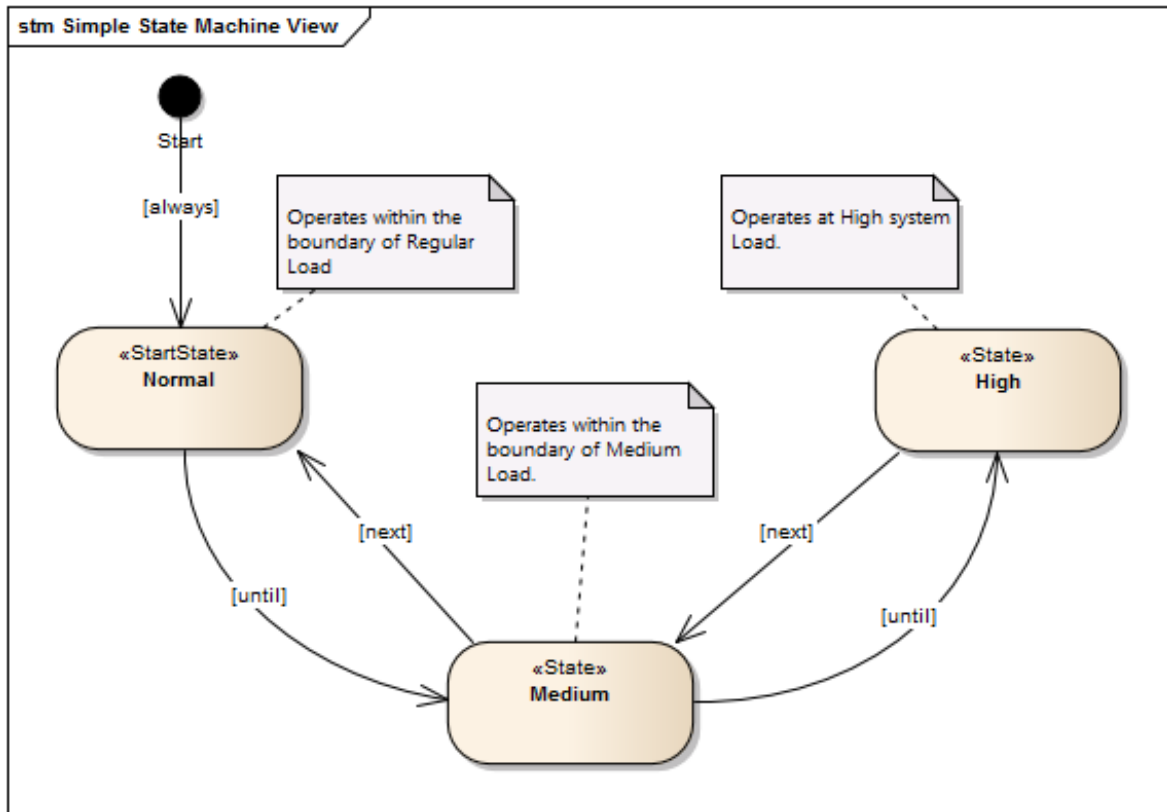 stm Simple State Machine View
Start
[always]
Operates within the
boundary of Regular
Load
Operates at High system
Load.
«StartState»
Normal
«State»
High
Operates within the
boundary of Medium
Load.
[next]
[next]
[until]
[until]
«State»
Medium